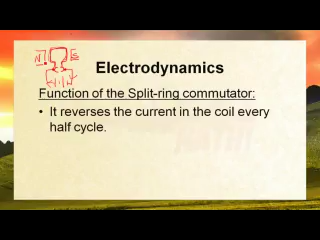 N
S
Electrodynamics
Function of the Split-ring commutator:
• It reverses the current in the coil every
half cycle.